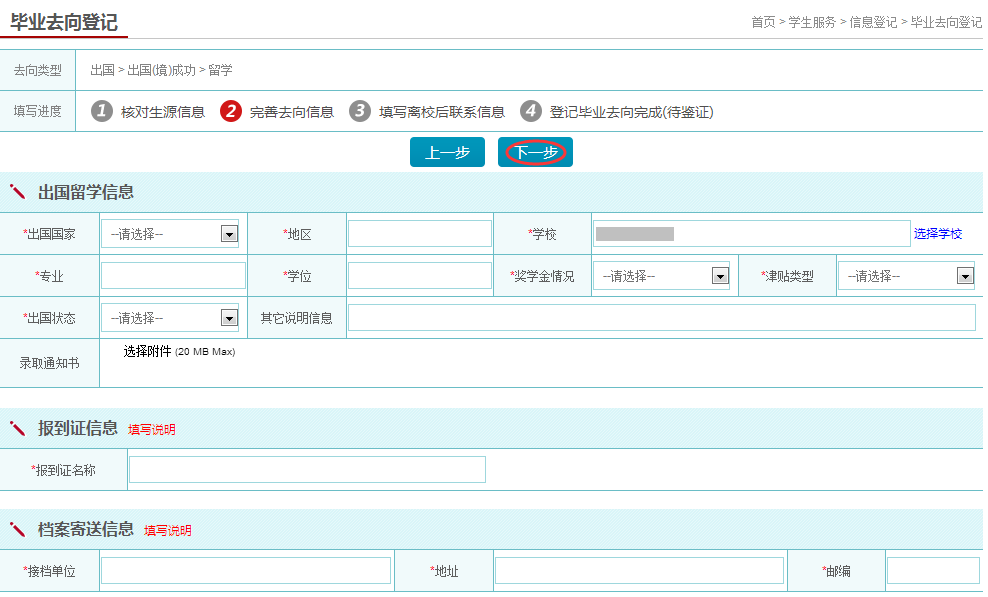 毕业去向登记
首页 > 学生服务 > 信息登记 > 毕业去向登记
去向类型 出国 > 出国(境)成功 > 留学
填写进度 1 核对生源信息 2 完善去向信息 3 填写离校后联系信息 4 登记毕业去向完成(待鉴证)
上一步 下一步
出国留学信息
*出国国家 --请选择-- *地区 *学校 选择学校
*专业 *学位 *奖学金情况 --请选择-- *津贴类型 --请选择--
*出国状态 --请选择-- 其它说明信息
录取通知书 选择附件 (20 MB Max)
报到证信息 填写说明
*报到证名称
档案寄送信息 填写说明
*接档单位 *地址 *邮编